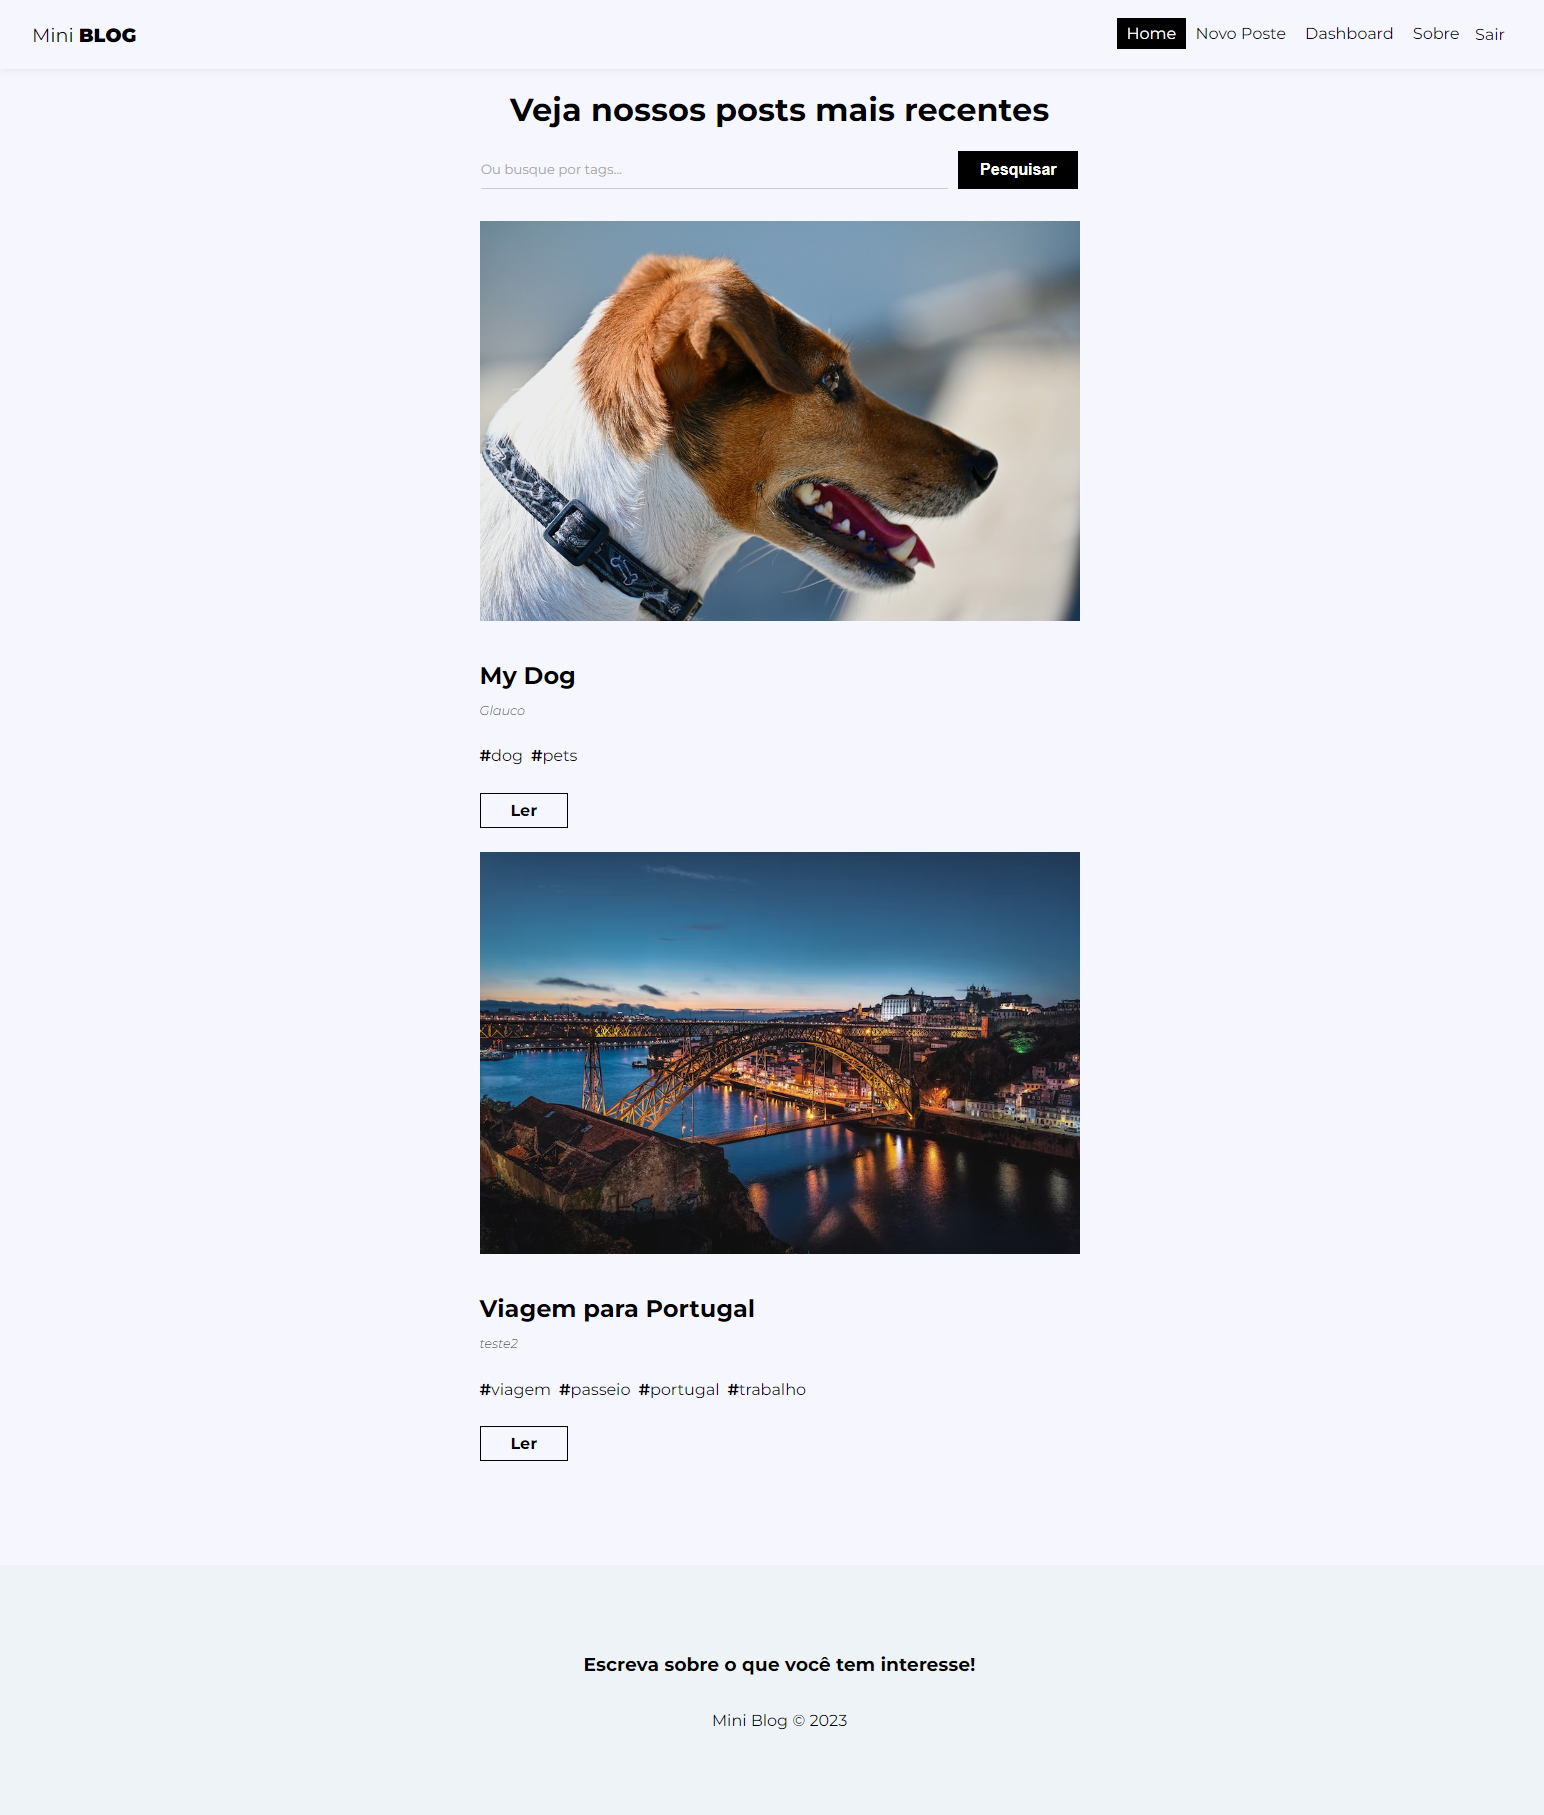 Mini BLOG
Home Novo Poste Dashboard Sobre Sair
Veja nossos posts mais recentes
Ou busque por tags...
Pesquisar
My Dog
Glauco
#dog #pets
Ler
Viagem para Portugal
teste2
#viagem #passeio #portugal #trabalho
Ler
Escreva sobre o que você tem interesse!
Mini Blog © 2023